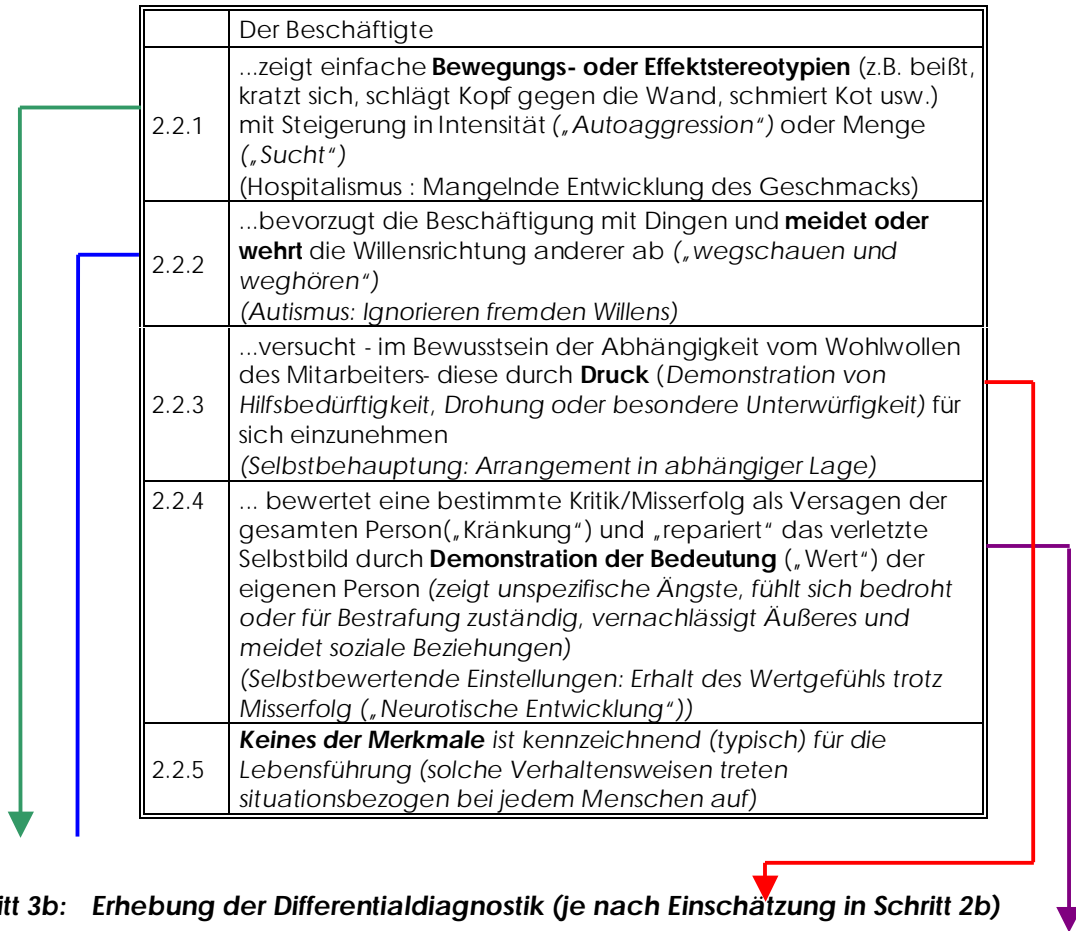 Der Beschäftigte
2.2.1
...zeigt einfache Bewegungs- oder Effektstereotypien (z.B. beißt,
kratzt sich, schlägt Kopf gegen die Wand, schmiert Kot usw.)
mit Steigerung in Intensität („Autoaggression“) oder Menge
(„Sucht“)
(Hospitalismus : Mangelnde Entwicklung des Geschmacks)
2.2.2
...bevorzugt die Beschäftigung mit Dingen und meidet oder
wehrt die Willensrichtung anderer ab („wegschauen und
weghören“)
(Autismus: Ignorieren fremden Willens)
2.2.3
...versucht - im Bewusstsein der Abhängigkeit vom Wohlwollen
des Mitarbeiters- diese durch Druck (Demonstration von
Hilfsbedürftigkeit, Drohung oder besondere Unterwürfigkeit) für
sich einzunehmen
(Selbstbehauptung: Arrangement in abhängiger Lage)
2.2.4
... bewertet eine bestimmte Kritik/Misserfolg als Versagen der
gesamten Person(„Kränkung“) und „repariert“ das verletzte
Selbstbild durch Demonstration der Bedeutung („Wert“) der
eigenen Person (zeigt unspezifische Ängste, fühlt sich bedroht
oder für Bestrafung zuständig, vernachlässigt Äußeres und
meidet soziale Beziehungen)
(Selbstbewertende Einstellungen: Erhalt des Wertgefühls trotz
Misserfolg („Neurotische Entwicklung“))
2.2.5
Keines der Merkmale ist kennzeichnend (typisch) für die
Lebensführung (solche Verhaltensweisen treten
situationsbezogen bei jedem Menschen auf)
itt 3b: Erhebung der Differentialdiagnostik (je nach Einschätzung in Schritt 2b)